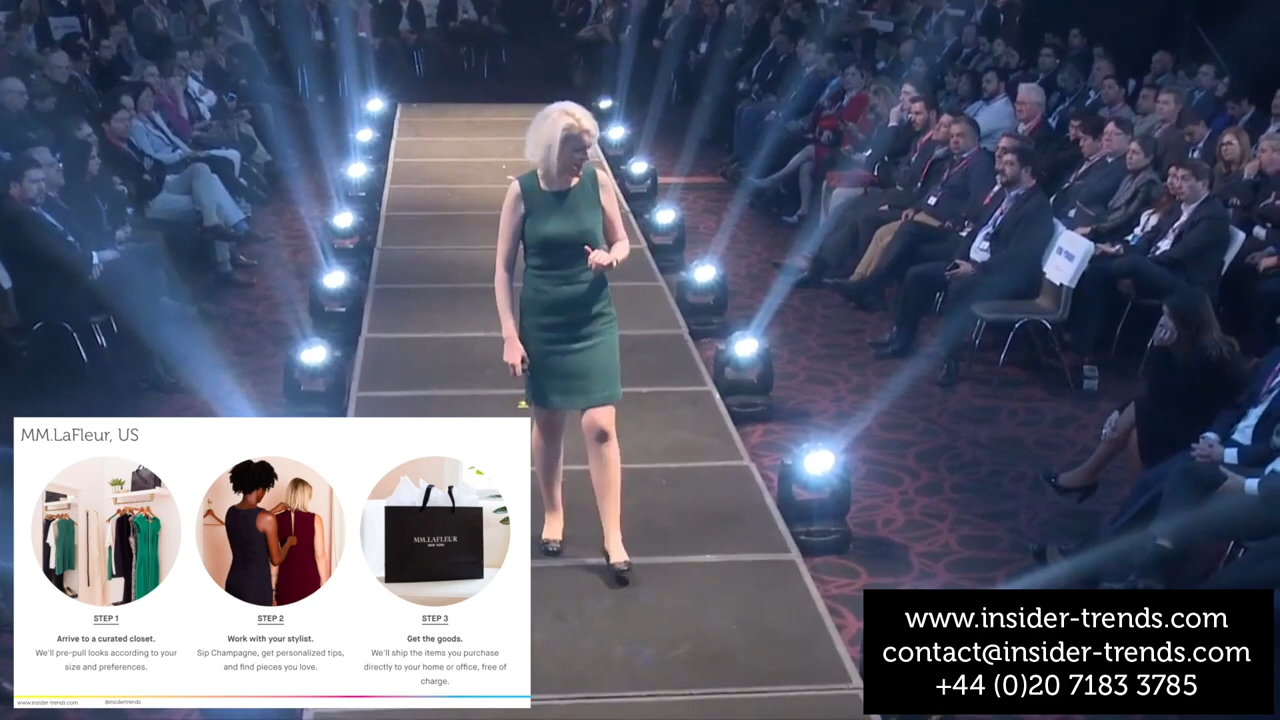 MM.LaFleur, US
MM.LAFLEUR
NEW YORK
STEP 1
Arrive to a curated closet.
We'll pre-pull looks according to your
size and preferences.
STEP 2
Work with your stylist.
Sip Champagne, get personalized tips,
and find pieces you love.
STEP 3
Get the goods.
We'll ship the items you purchase
directly to your home or office, free of
charge.
www.insider-trends.com @insidertrends
www.insider-trends.com
contact@insider-trends.com
+44 (0)20 7183 3785